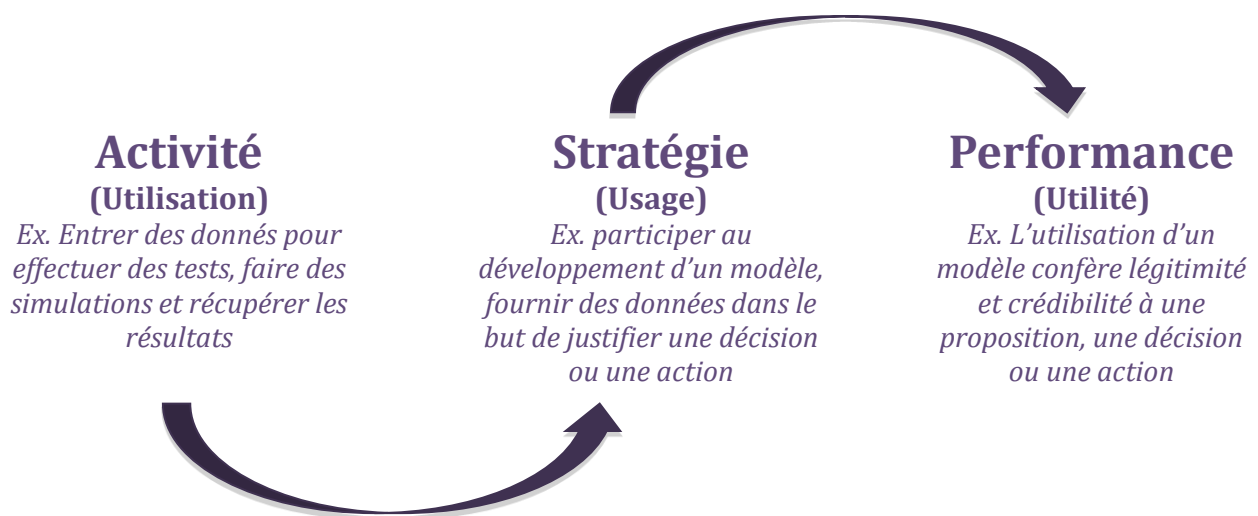 Activité
(Utilisation)
Ex. Entrer des donnés pour
effectuer des tests, faire des
simulations et récupérer les
résultats
Stratégie
(Usage)
Ex. participer au
développement d’un modèle,
fournir des données dans le
but de justifier une décision
ou une action
Performance
(Utilité)
Ex. L’utilisation d’un
modèle confère légitimité
et crédibilité à une
proposition, une décision
ou une action